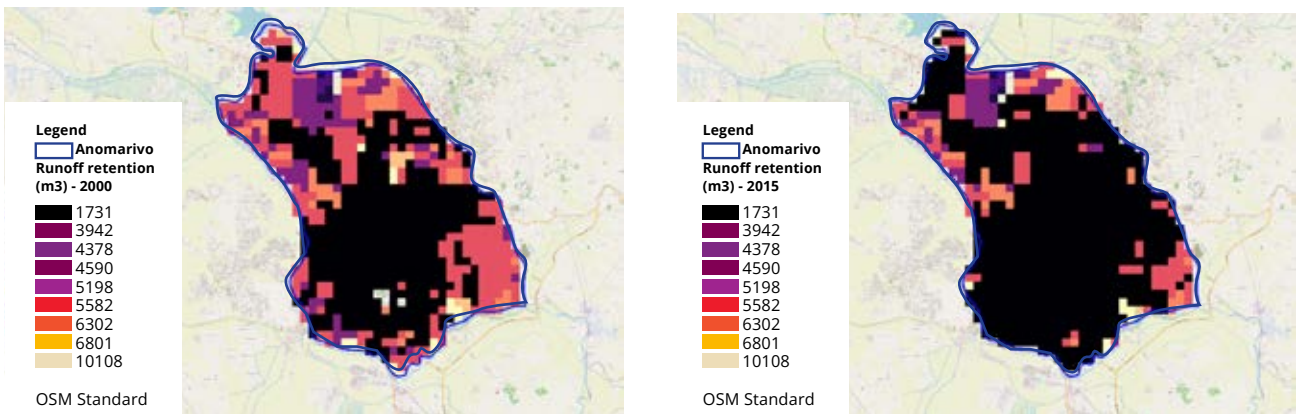 Legend
Anomarivo
Runoff retention
(m3) - 2000
1731
3942
4378
4590
5198
5582
6302
6801
10108
OSM Standard
Legend
Anomarivo
Runoff retention
(m3) - 2015
1731
3942
4378
4590
5198
5582
6302
6801
10108
OSM Standard